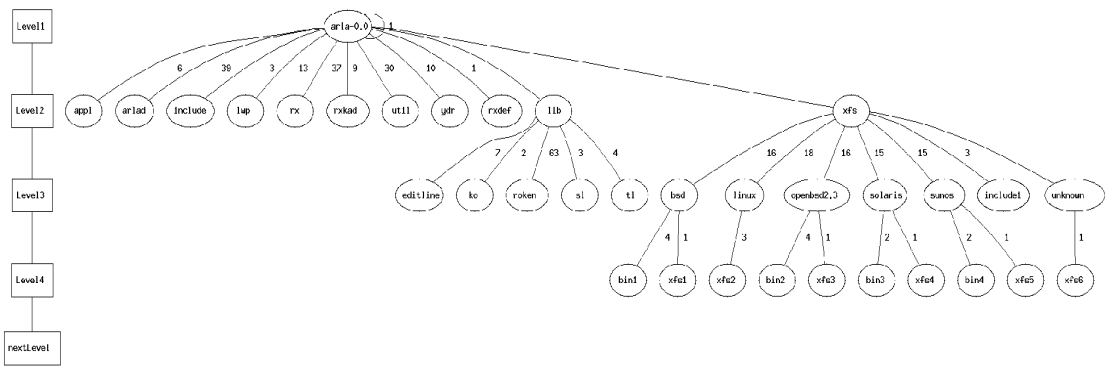 Level1 arla-0.0 1
6 39 3 13 37 9 30 10 1
Level2 appl arlad include lwp rx rxkad util ydr rxdef lib xfs
7 2 63 3 4 16 18 16 15 15 3
Level3 editline ko roken sl tl bsd linux openbsd2.3 solaris sunos include1 unknown
4 1 3 4 1 2 1 2 1 1
Level4 bin1 xfs1 xfs2 bin2 xfs3 bin3 xfs4 bin4 xfs5 xfs6
nextLevel